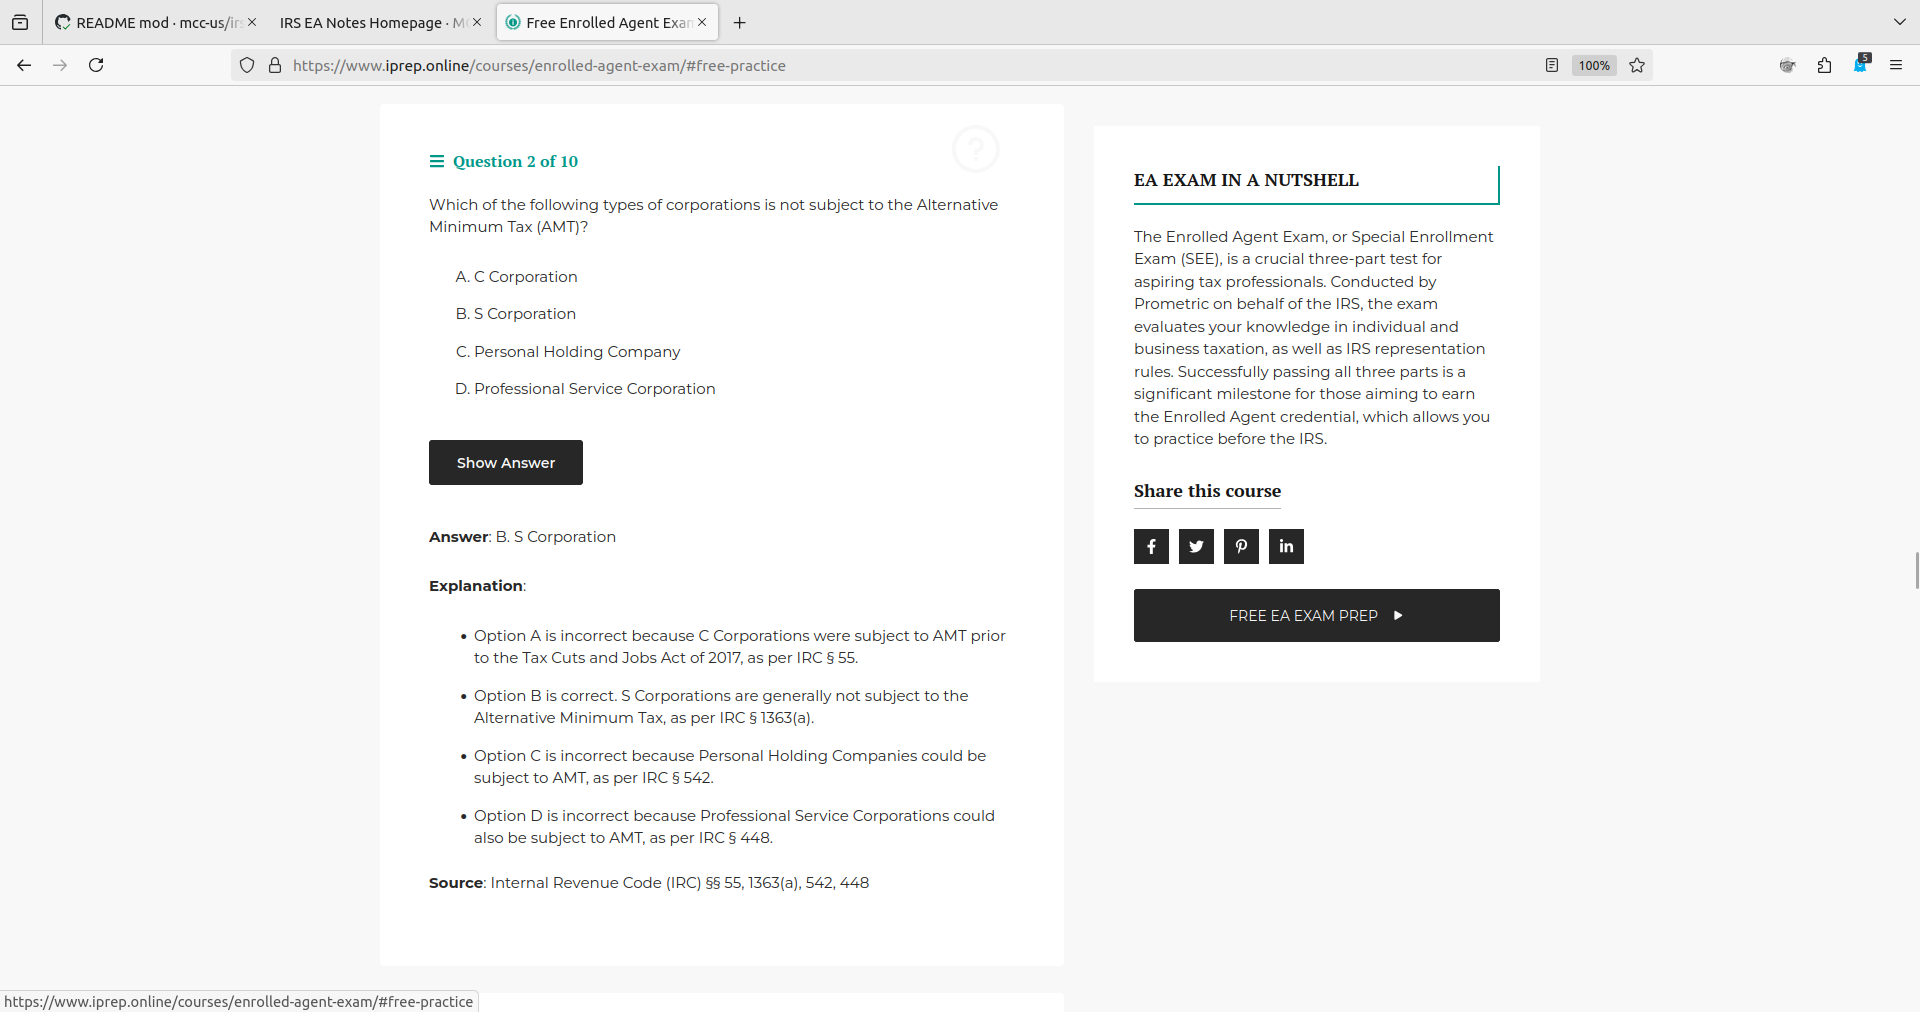 README mod · mcc-us/irs
IRS EA Notes Homepage · MC
Free Enrolled Agent Exam
https://www.iprep.online/courses/enrolled-agent-exam/#free-practice
100%
5
Question 2 of 10
?
Which of the following types of corporations is not subject to the Alternative
Minimum Tax (AMT)?
A. C Corporation
B. S Corporation
C. Personal Holding Company
D. Professional Service Corporation
Show Answer
Answer: B. S Corporation
Explanation:
• Option A is incorrect because C Corporations were subject to AMT prior
to the Tax Cuts and Jobs Act of 2017, as per IRC § 55.
• Option B is correct. S Corporations are generally not subject to the
Alternative Minimum Tax, as per IRC § 1363(a).
• Option C is incorrect because Personal Holding Companies could be
subject to AMT, as per IRC § 542.
• Option D is incorrect because Professional Service Corporations could
also be subject to AMT, as per IRC § 448.
Source: Internal Revenue Code (IRC) §§ 55, 1363(a), 542, 448
EA EXAM IN A NUTSHELL
The Enrolled Agent Exam, or Special Enrollment
Exam (SEE), is a crucial three-part test for
aspiring tax professionals. Conducted by
Prometric on behalf of the IRS, the exam
evaluates your knowledge in individual and
business taxation, as well as IRS representation
rules. Successfully passing all three parts is a
significant milestone for those aiming to earn
the Enrolled Agent credential, which allows you
to practice before the IRS.
Share this course
FREE EA EXAM PREP
https://www.iprep.online/courses/enrolled-agent-exam/#free-practice